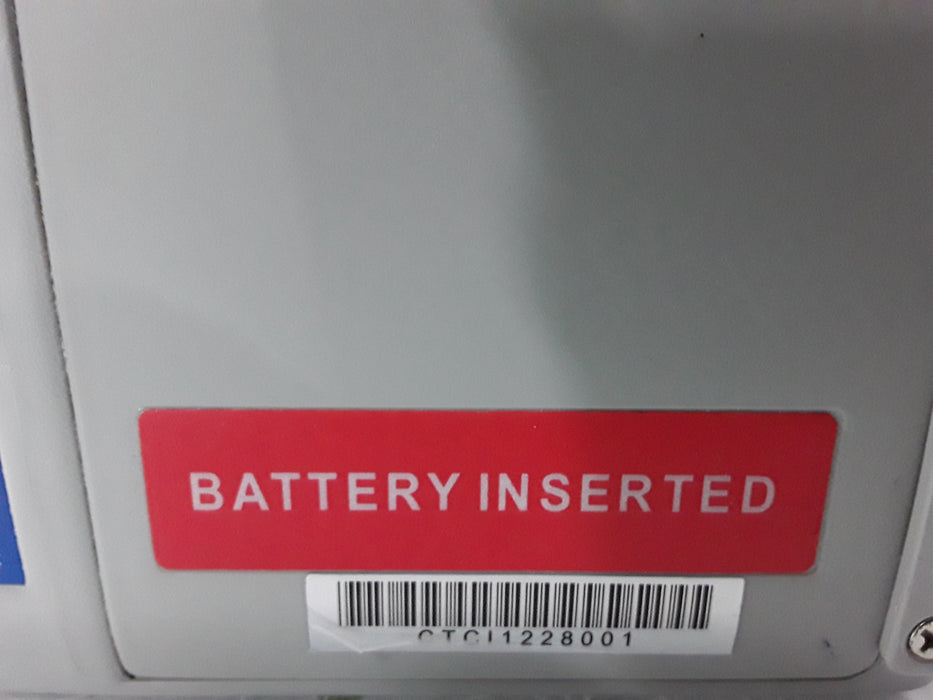 BATTERY INSERTED
CTCI1228001